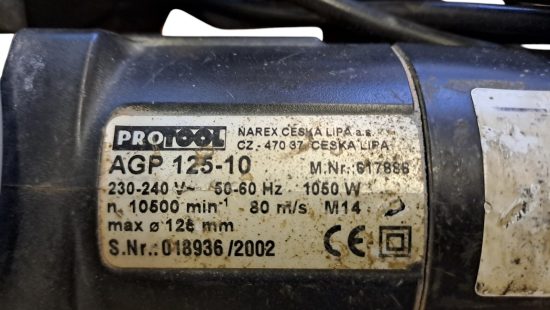 PROTOOL NAREX ČESKÁ LÍPA a.s.
CZ - 470 37 ČESKÁ LÍPA
AGP 125-10 M.Nr.: 617886
230-240 V~ 50-60 Hz 1050 W
n 10500 min⁻¹ 80 m/s M14
max ø 125 mm
S.Nr.: 018936 /2002 CE